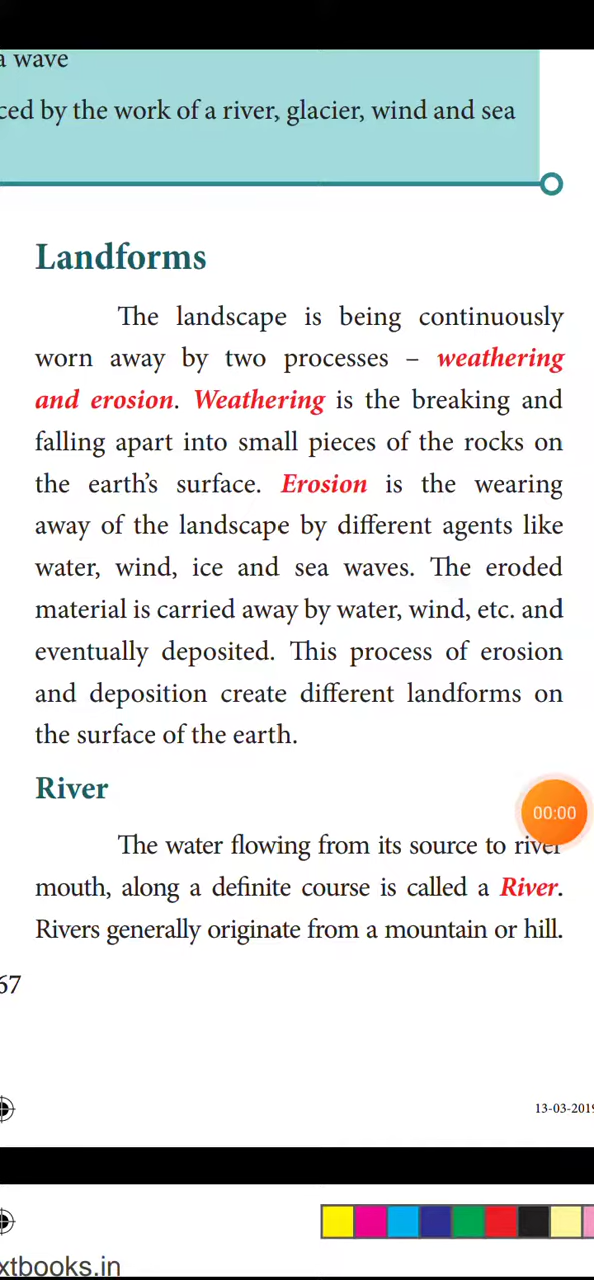 a wave
ced by the work of a river, glacier, wind and sea
Landforms
The landscape is being continuously
worn away by two processes – weathering
and erosion. Weathering is the breaking and
falling apart into small pieces of the rocks on
the earth's surface. Erosion is the wearing
away of the landscape by different agents like
water, wind, ice and sea waves. The eroded
material is carried away by water, wind, etc. and
eventually deposited. This process of erosion
and deposition create different landforms on
the surface of the earth.
River
00:00
The water flowing from its source to river
mouth, along a definite course is called a River.
Rivers generally originate from a mountain or hill.
67
13-03-2019
xtbooks.in